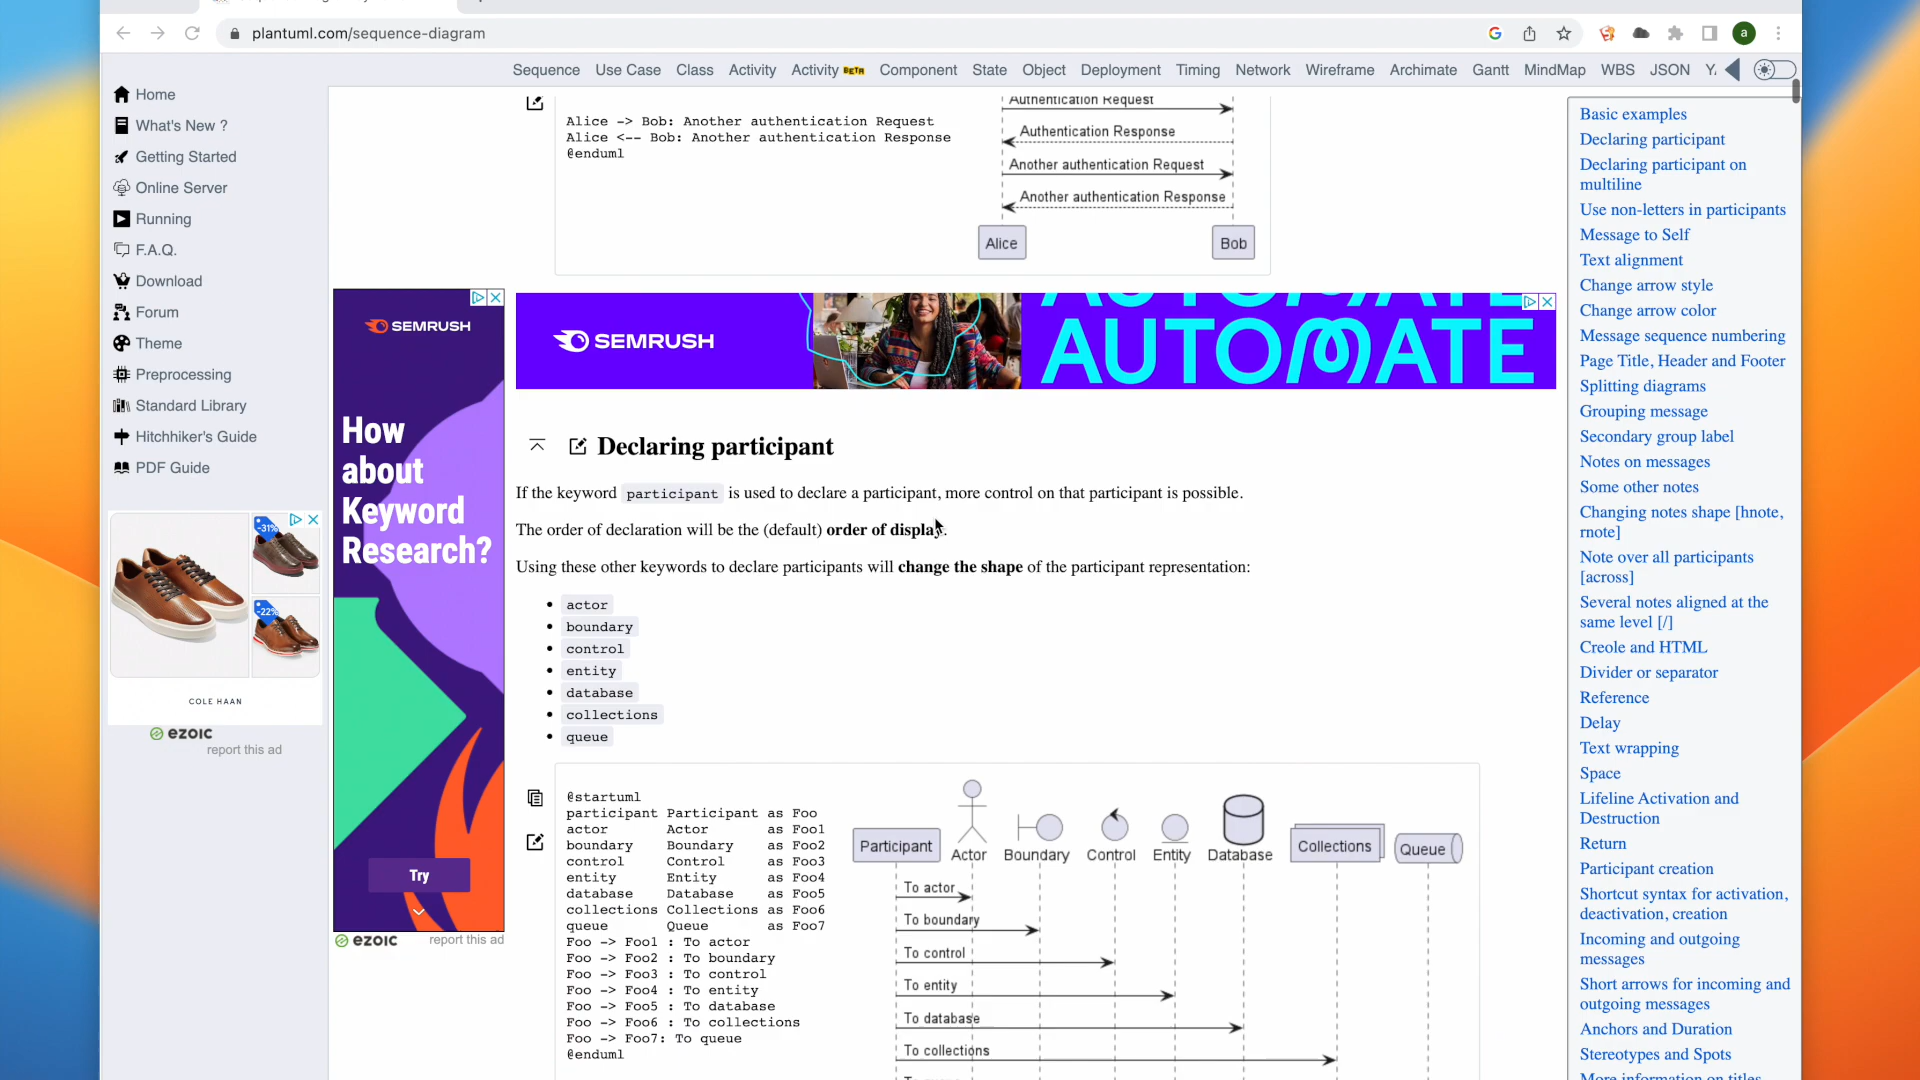 plantuml.com/sequence-diagram
a
Sequence Use Case Class Activity Activity BETA Component State Object Deployment Timing Network Wireframe Archimate Gantt MindMap WBS JSON
Home
What's New ?
Getting Started
Online Server
Running
F.A.Q.
Download
Forum
Theme
Preprocessing
Standard Library
Hitchhiker's Guide
PDF Guide
-31%
-22%
COLE HAAN
ezoic
report this ad
SEMRUSH
How
about
Keyword
Research?
Try
ezoic
report this ad
Alice -> Bob: Another authentication Request
Alice <-- Bob: Another authentication Response
@enduml
Authentication Request
Authentication Response
Another authentication Request
Another authentication Response
Alice Bob
SEMRUSH
AUTOMATE
AUTOMATE
Declaring participant
If the keyword participant is used to declare a participant, more control on that participant is possible.
The order of declaration will be the (default) order of display.
Using these other keywords to declare participants will change the shape of the participant representation:
• actor
• boundary
• control
• entity
• database
• collections
• queue
@startuml
participant Participant as Foo
actor Actor as Foo1
boundary Boundary as Foo2
control Control as Foo3
entity Entity as Foo4
database Database as Foo5
collections Collections as Foo6
queue Queue as Foo7
Foo -> Foo1 : To actor
Foo -> Foo2 : To boundary
Foo -> Foo3 : To control
Foo -> Foo4 : To entity
Foo -> Foo5 : To database
Foo -> Foo6 : To collections
Foo -> Foo7: To queue
@enduml
Participant Actor Boundary Control Entity Database Collections Queue
To actor
To boundary
To control
To entity
To database
To collections
Basic examples
Declaring participant
Declaring participant on
multiline
Use non-letters in participants
Message to Self
Text alignment
Change arrow style
Change arrow color
Message sequence numbering
Page Title, Header and Footer
Splitting diagrams
Grouping message
Secondary group label
Notes on messages
Some other notes
Changing notes shape [hnote,
rnote]
Note over all participants
[across]
Several notes aligned at the
same level [/]
Creole and HTML
Divider or separator
Reference
Delay
Text wrapping
Space
Lifeline Activation and
Destruction
Return
Participant creation
Shortcut syntax for activation,
deactivation, creation
Incoming and outgoing
messages
Short arrows for incoming and
outgoing messages
Anchors and Duration
Stereotypes and Spots
More information on titles